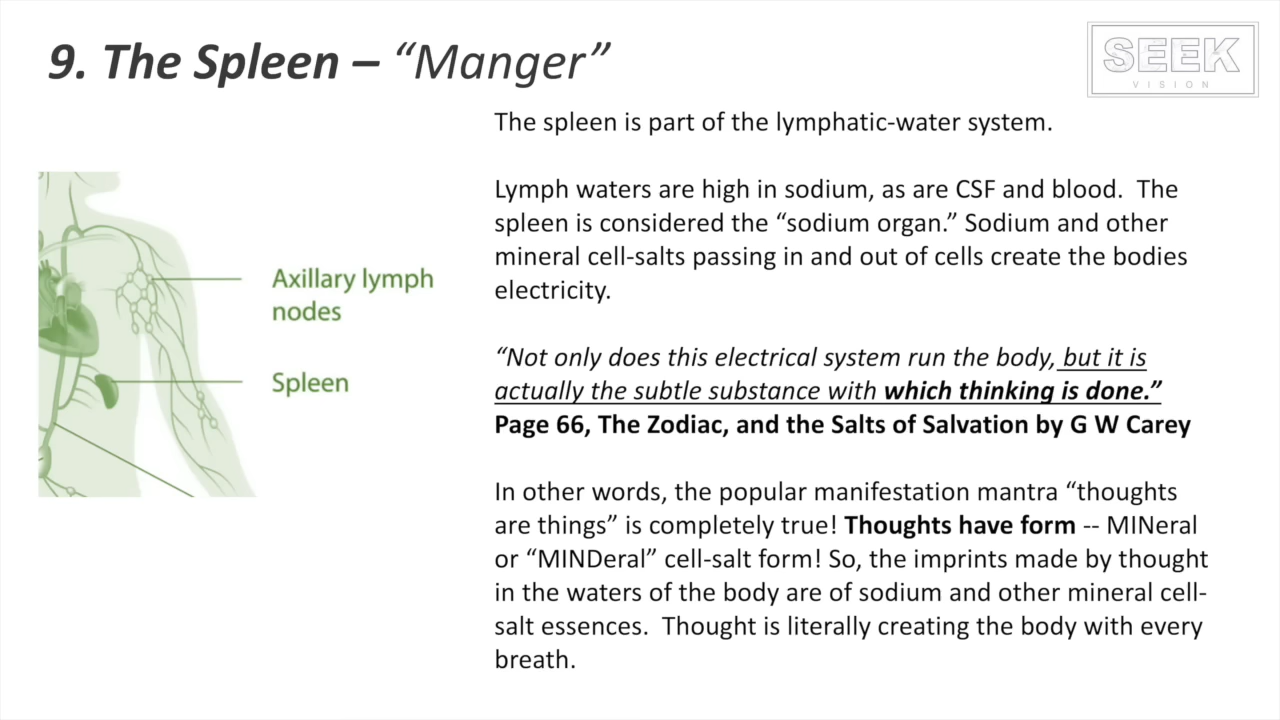 9. The Spleen – “Manger”
SEEK
VISION
The spleen is part of the lymphatic-water system.
Lymph waters are high in sodium, as are CSF and blood.  The
spleen is considered the “sodium organ.” Sodium and other
mineral cell-salts passing in and out of cells create the bodies
electricity.
“Not only does this electrical system run the body, but it is
actually the subtle substance with which thinking is done.”
Page 66, The Zodiac, and the Salts of Salvation by G W Carey
In other words, the popular manifestation mantra “thoughts
are things” is completely true! Thoughts have form -- MINeral
or “MINDeral” cell-salt form! So, the imprints made by thought
in the waters of the body are of sodium and other mineral cell-
salt essences.  Thought is literally creating the body with every
breath.
Axillary lymph
nodes
Spleen